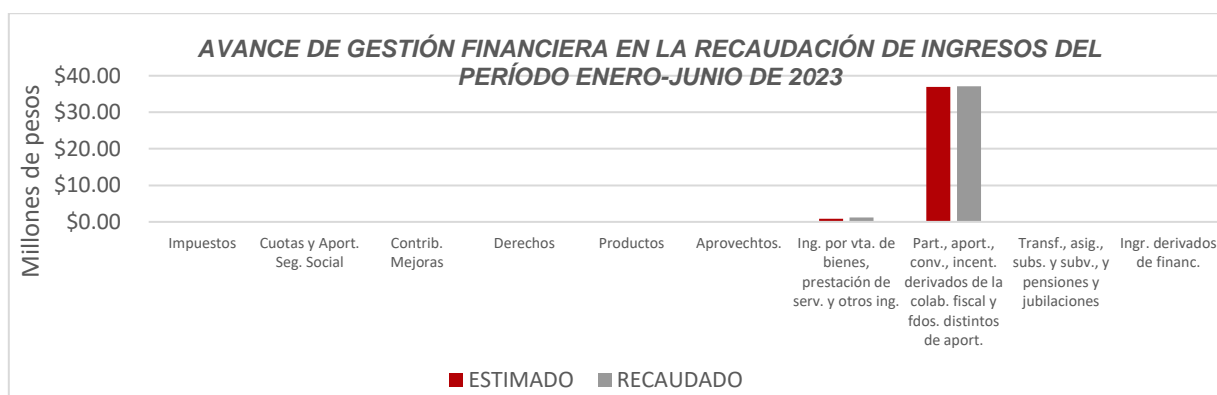 AVANCE DE GESTIÓN FINANCIERA EN LA RECAUDACIÓN DE INGRESOS DEL
PERÍODO ENERO-JUNIO DE 2023
Millones de pesos
$40.00
$30.00
$20.00
$10.00
$0.00
Impuestos
Cuotas y Aport.
Seg. Social
Contrib.
Mejoras
Derechos
Productos
Aprovechtos.
Ing. por vta. de
bienes,
prestación de
serv. y otros ing.
Part., aport.,
conv., incent.
derivados de la
colab. fiscal y
fdos. distintos
de aport.
Transf., asig.,
subs. y subv., y
pensiones y
jubilaciones
Ingr. derivados
de financ.
ESTIMADO
RECAUDADO